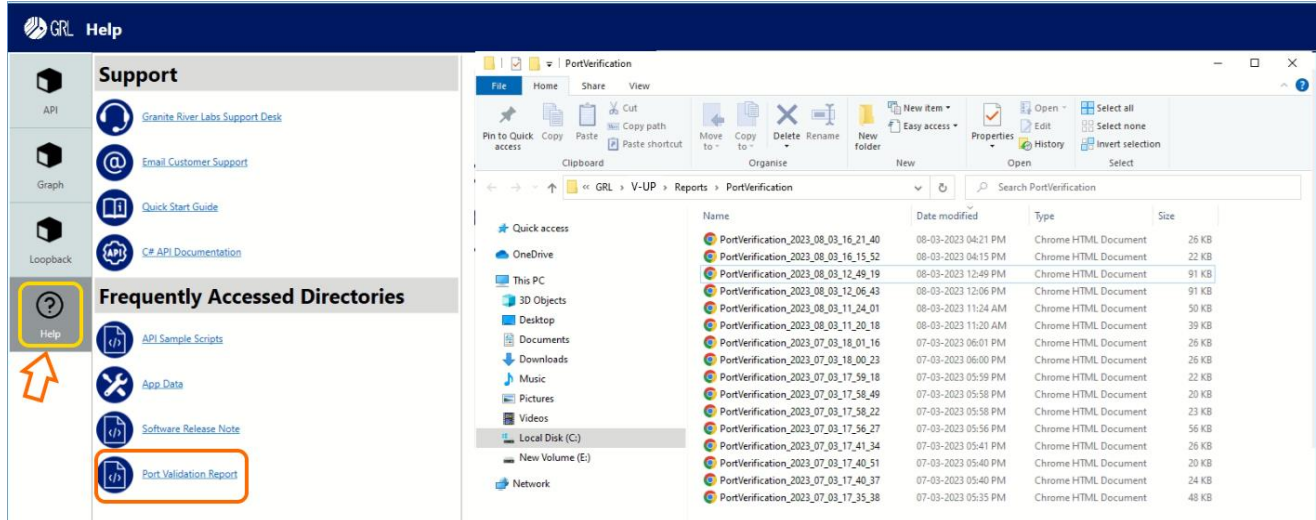 GRL Help
API
Graph
Loopback
Help
Support
Granite River Labs Support Desk
Email Customer Support
Quick Start Guide
API
C# API Documentation
Frequently Accessed Directories
API Sample Scripts
App Data
Software Release Note
Port Validation Report
PortVerification
File Home Share View
Pin to Quick access
Copy
Paste
Cut
Copy path
Paste shortcut
Clipboard
Move to
Copy to
Delete
Rename
Organise
New folder
New item
Easy access
New
Properties
Open
Edit
History
Open
Select all
Select none
Invert selection
Select
« GRL › V-UP › Reports › PortVerification
Search PortVerification
Quick access
OneDrive
This PC
3D Objects
Desktop
Documents
Downloads
Music
Pictures
Videos
Local Disk (C:)
New Volume (E:)
Network
Name Date modified Type Size
PortVerification_2023_08_03_16_21_40 08-03-2023 04:21 PM Chrome HTML Document 26 KB
PortVerification_2023_08_03_16_15_52 08-03-2023 04:15 PM Chrome HTML Document 22 KB
PortVerification_2023_08_03_12_49_19 08-03-2023 12:49 PM Chrome HTML Document 91 KB
PortVerification_2023_08_03_12_06_43 08-03-2023 12:06 PM Chrome HTML Document 91 KB
PortVerification_2023_08_03_11_24_01 08-03-2023 11:24 AM Chrome HTML Document 50 KB
PortVerification_2023_08_03_11_20_18 08-03-2023 11:20 AM Chrome HTML Document 39 KB
PortVerification_2023_07_03_18_01_16 07-03-2023 06:01 PM Chrome HTML Document 26 KB
PortVerification_2023_07_03_18_00_23 07-03-2023 06:00 PM Chrome HTML Document 26 KB
PortVerification_2023_07_03_17_59_18 07-03-2023 05:59 PM Chrome HTML Document 22 KB
PortVerification_2023_07_03_17_58_49 07-03-2023 05:58 PM Chrome HTML Document 20 KB
PortVerification_2023_07_03_17_58_22 07-03-2023 05:58 PM Chrome HTML Document 23 KB
PortVerification_2023_07_03_17_56_27 07-03-2023 05:56 PM Chrome HTML Document 56 KB
PortVerification_2023_07_03_17_41_34 07-03-2023 05:41 PM Chrome HTML Document 26 KB
PortVerification_2023_07_03_17_40_51 07-03-2023 05:40 PM Chrome HTML Document 20 KB
PortVerification_2023_07_03_17_40_37 07-03-2023 05:40 PM Chrome HTML Document 24 KB
PortVerification_2023_07_03_17_35_38 07-03-2023 05:35 PM Chrome HTML Document 48 KB